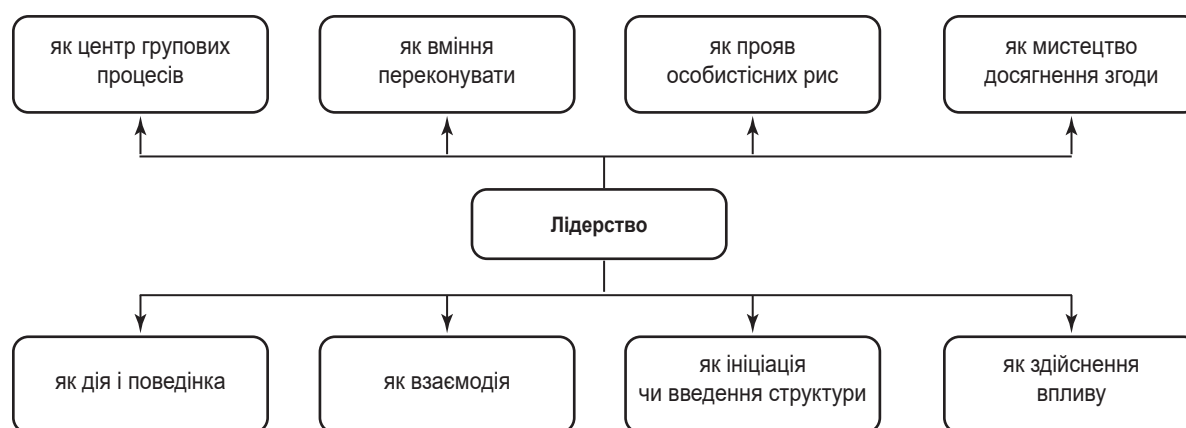 як центр групових
процесів
як вміння
переконувати
як прояв
особистісних рис
як мистецтво
досягнення згоди
Лідерство
як дія і поведінка
як взаємодія
як ініціація
чи введення структури
як здійснення
впливу